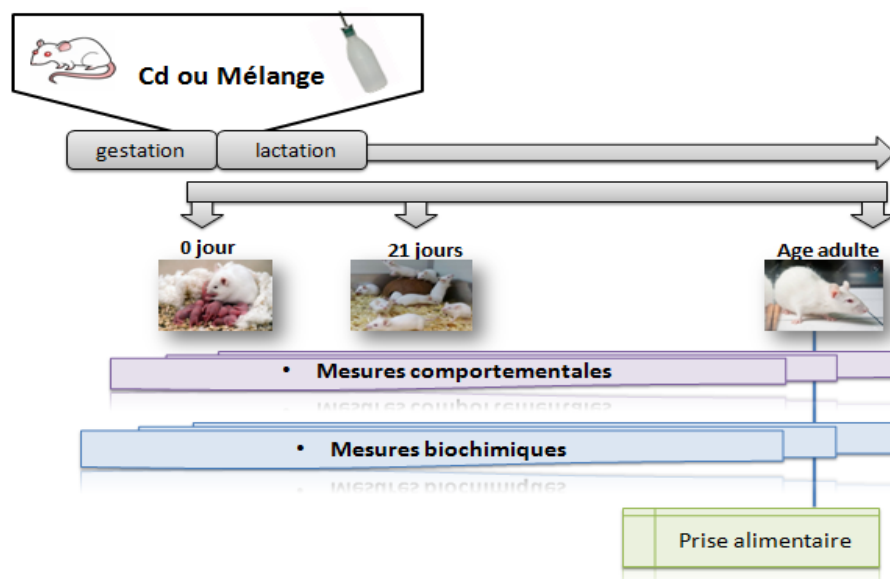 Cd ou Mélange
gestation
lactation
0 jour
21 jours
Age adulte
• Mesures comportementales
• Mesures biochimiques
Prise alimentaire